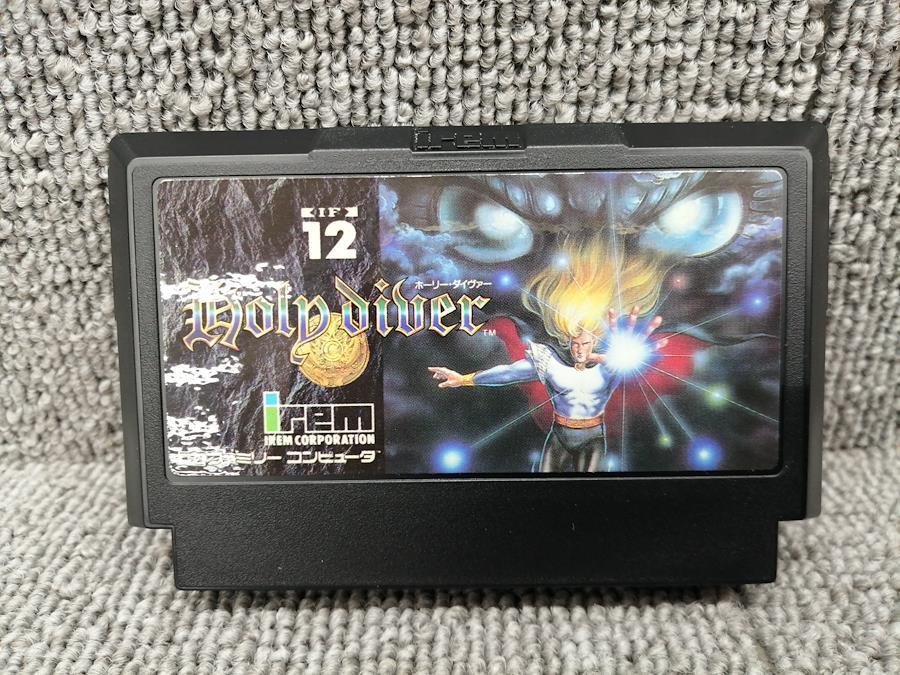 irem
IF
12
ホーリー・ダイヴァー
Holy diver
TM
irem
IREM CORPORATION
ファミリー コンピュータ